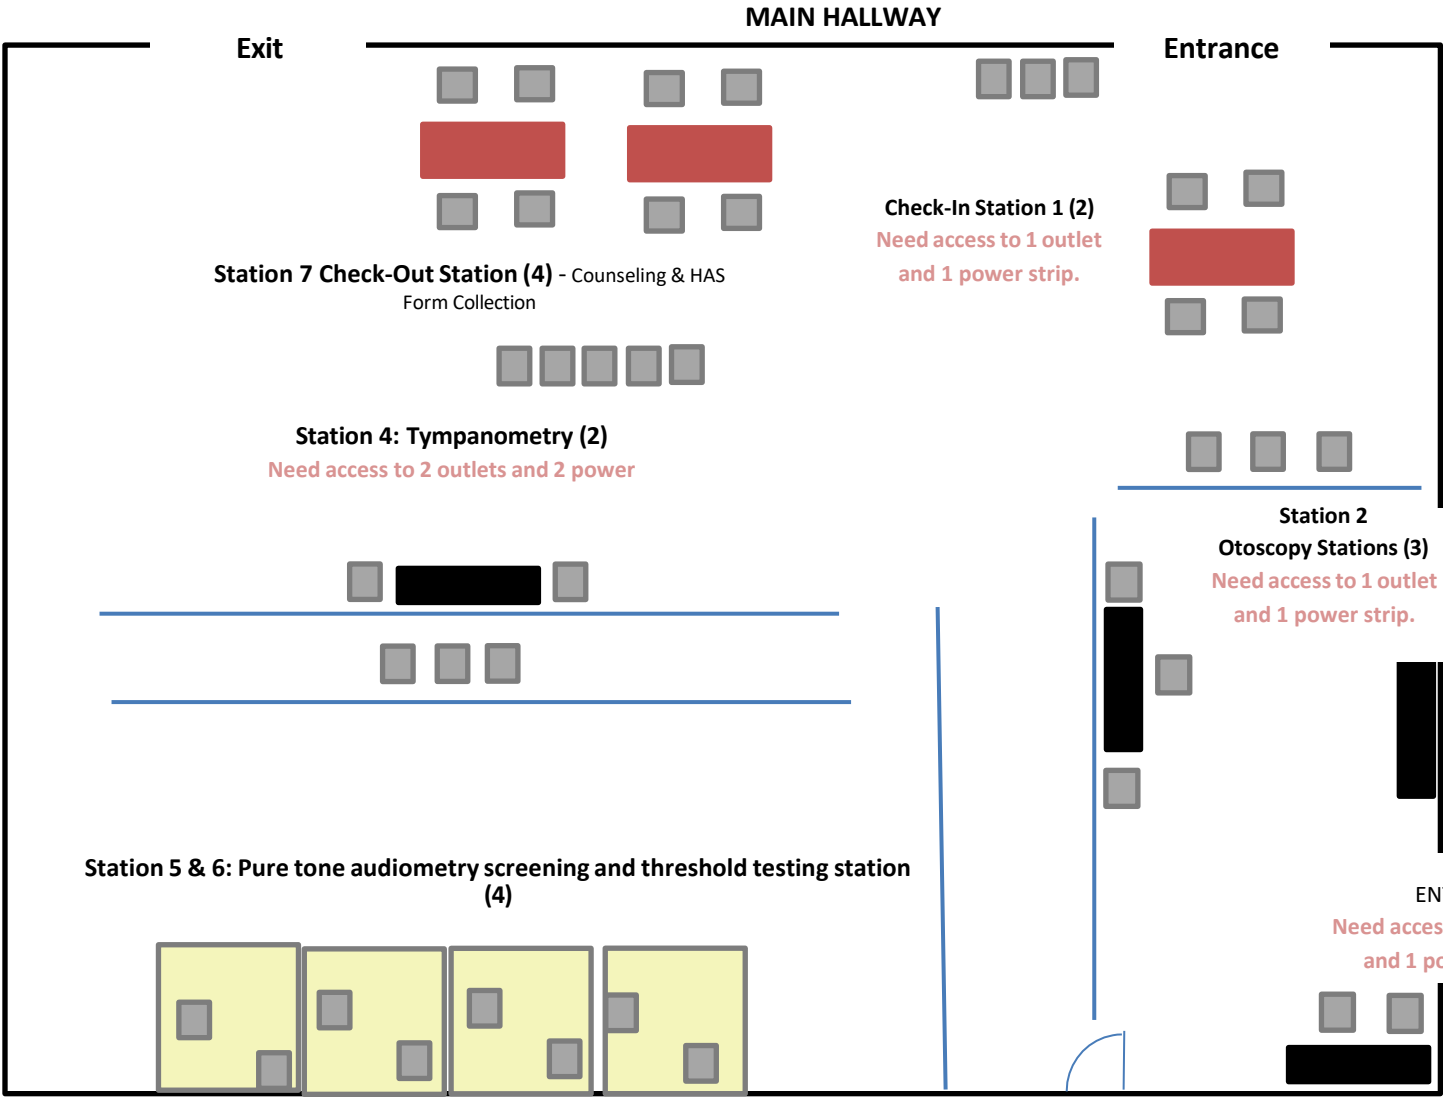 MAIN HALLWAY
Exit
Entrance
Check-In Station 1 (2)
Need access to 1 outlet
and 1 power strip.
Station 7 Check-Out Station (4) - Counseling & HAS
Form Collection
Station 4: Tympanometry (2)
Need access to 2 outlets and 2 power
Station 2
Otoscopy Stations (3)
Need access to 1 outlet
and 1 power strip.
Station 5 & 6: Pure tone audiometry screening and threshold testing station
(4)
Need
and 1